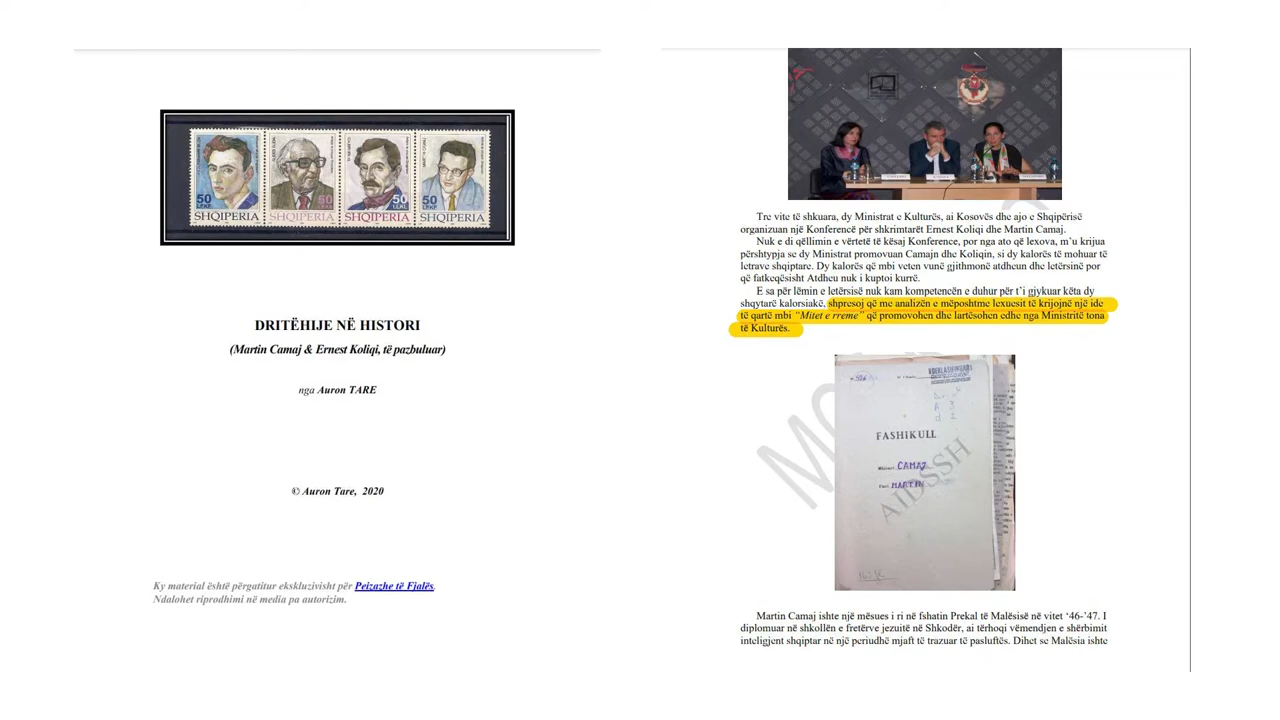 50
LEKË
SHQIPERIA
50
LEKË
SHQIPERIA
50
LEKË
SHQIPERIA
50
LEKË
SHQIPERIA
DRITËHIJE NË HISTORI
(Martin Camaj & Ernest Koliqi, të pazbuluar)
nga Auron TARE
© Auron Tare, 2020
Ky material është përgatitur ekskluzivisht për Peizazhe të Fjalës.
Ndalohet riprodhimi në media pa autorizim.
Tre vite të shkuara, dy Ministrat e Kulturës, ai Kosovës dhe ajo e Shqipërisë
organizuan një Konferencë për shkrimtarët Ernest Koliqi dhe Martin Camaj.
Nuk e di qëllimin e vërtetë të kësaj Konference, por nga ato që lexova, m’u krijua
përshtypja se dy Ministrat promovuan Camajn dhe Koliqin, si dy kalorës të mohuar të
letrave shqiptare. Dy kalorës që mbi veten vunë gjithmonë atdheun dhe letërsinë por
që fatkeqësisht Atdheu nuk i kuptoi kurrë.
E sa për lëmin e letërsisë nuk kam kompetencën e duhur për t’i gjykuar këta dy
shqytarë kalorsiakë, shpresoj që me analizën e mëposhtme lexuesit të krijojnë një ide
të qartë mbi “Mitet e rreme” që promovohen dhe lartësohen edhe nga Ministritë tona
të Kulturës.
FASHIKULL
CAMAJ
MARTIN
AIDSSH
Martin Camaj ishte një mësues i ri në fshatin Prekal të Malësisë në vitet ‘46-’47. I
diplomuar në shkollën e fretërve jezuitë në Shkodër, ai tërhoqi vëmendjen e shërbimit
inteligjent shqiptar në një periudhë mjaft të trazuar të pasluftës. Dihet se Malësia ishte